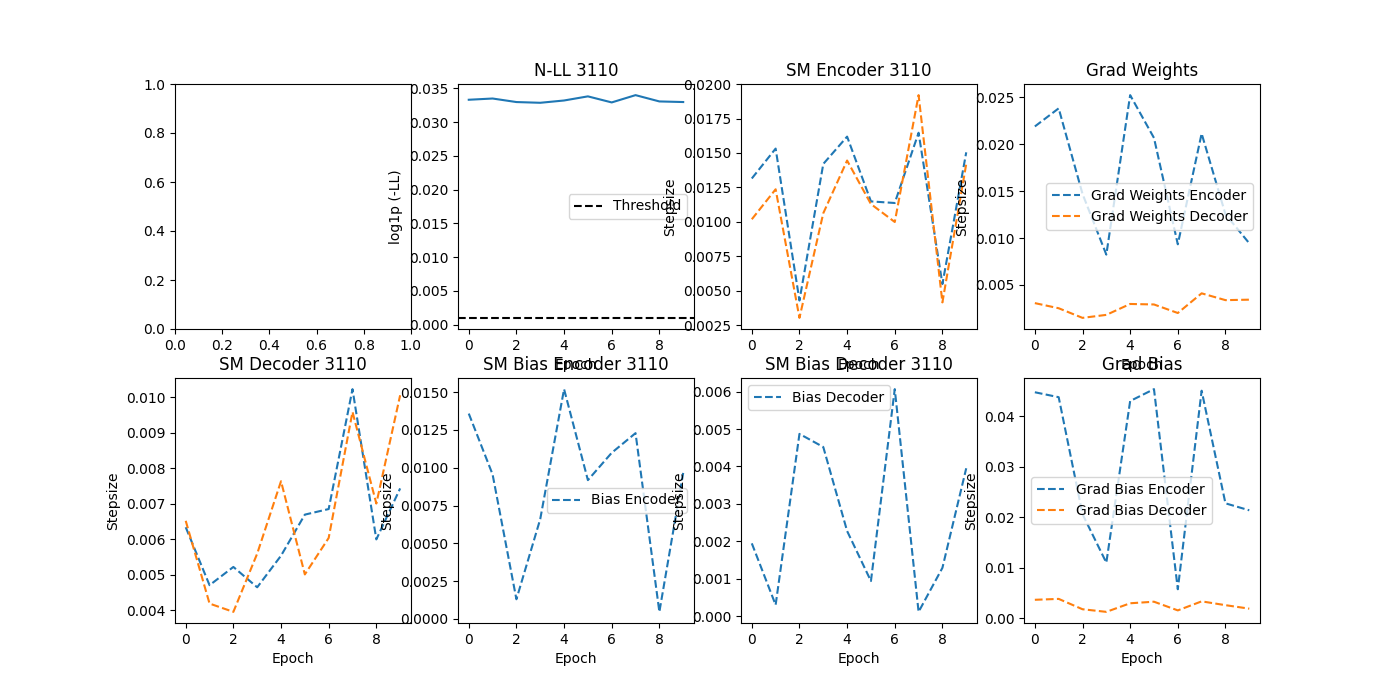 N-LL 3110
SM Encoder 3110
Grad Weights
1.0
0.8
0.6
0.4
0.2
0.0
0.0 0.2 0.4 0.6 0.8 1.0
log1p (-LL)
0.035
0.030
0.025
0.020
0.015
0.010
0.005
0.000
Threshold
0 2 4 6 8
Epoch
Stepsize
0.0200
0.0175
0.0150
0.0125
0.0100
0.0075
0.0050
0.0025
0 2 4 6 8
Epoch
Stepsize
0.025
0.020
0.015
0.010
0.005
Grad Weights Encoder
Grad Weights Decoder
0 2 4 6 8
Epoch
SM Decoder 3110
SM Bias Encoder 3110
SM Bias Decoder 3110
Grad Bias
Stepsize
0.010
0.009
0.008
0.007
0.006
0.005
0.004
0 2 4 6 8
Epoch
Stepsize
0.0150
0.0125
0.0100
0.0075
0.0050
0.0025
0.0000
Bias Encoder
0 2 4 6 8
Epoch
Stepsize
0.006
0.005
0.004
0.003
0.002
0.001
0.000
Bias Decoder
0 2 4 6 8
Epoch
Stepsize
0.04
0.03
0.02
0.01
0.00
Grad Bias Encoder
Grad Bias Decoder
0 2 4 6 8
Epoch